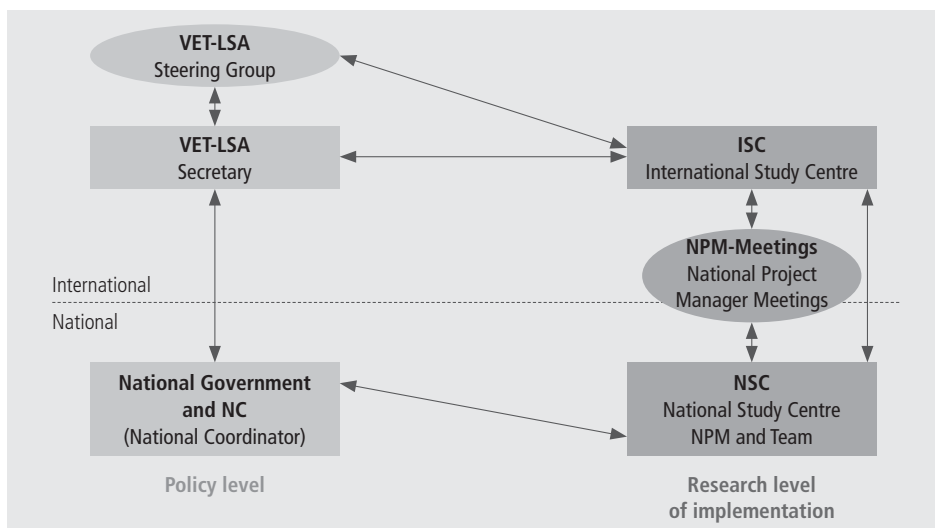 VET-LSA
Steering Group
VET-LSA
Secretary
ISC
International Study Centre
NPM-Meetings
National Project
Manager Meetings
International
National
National Government
and NC
(National Coordinator)
NSC
National Study Centre
NPM and Team
Policy level
Research level
of implementation